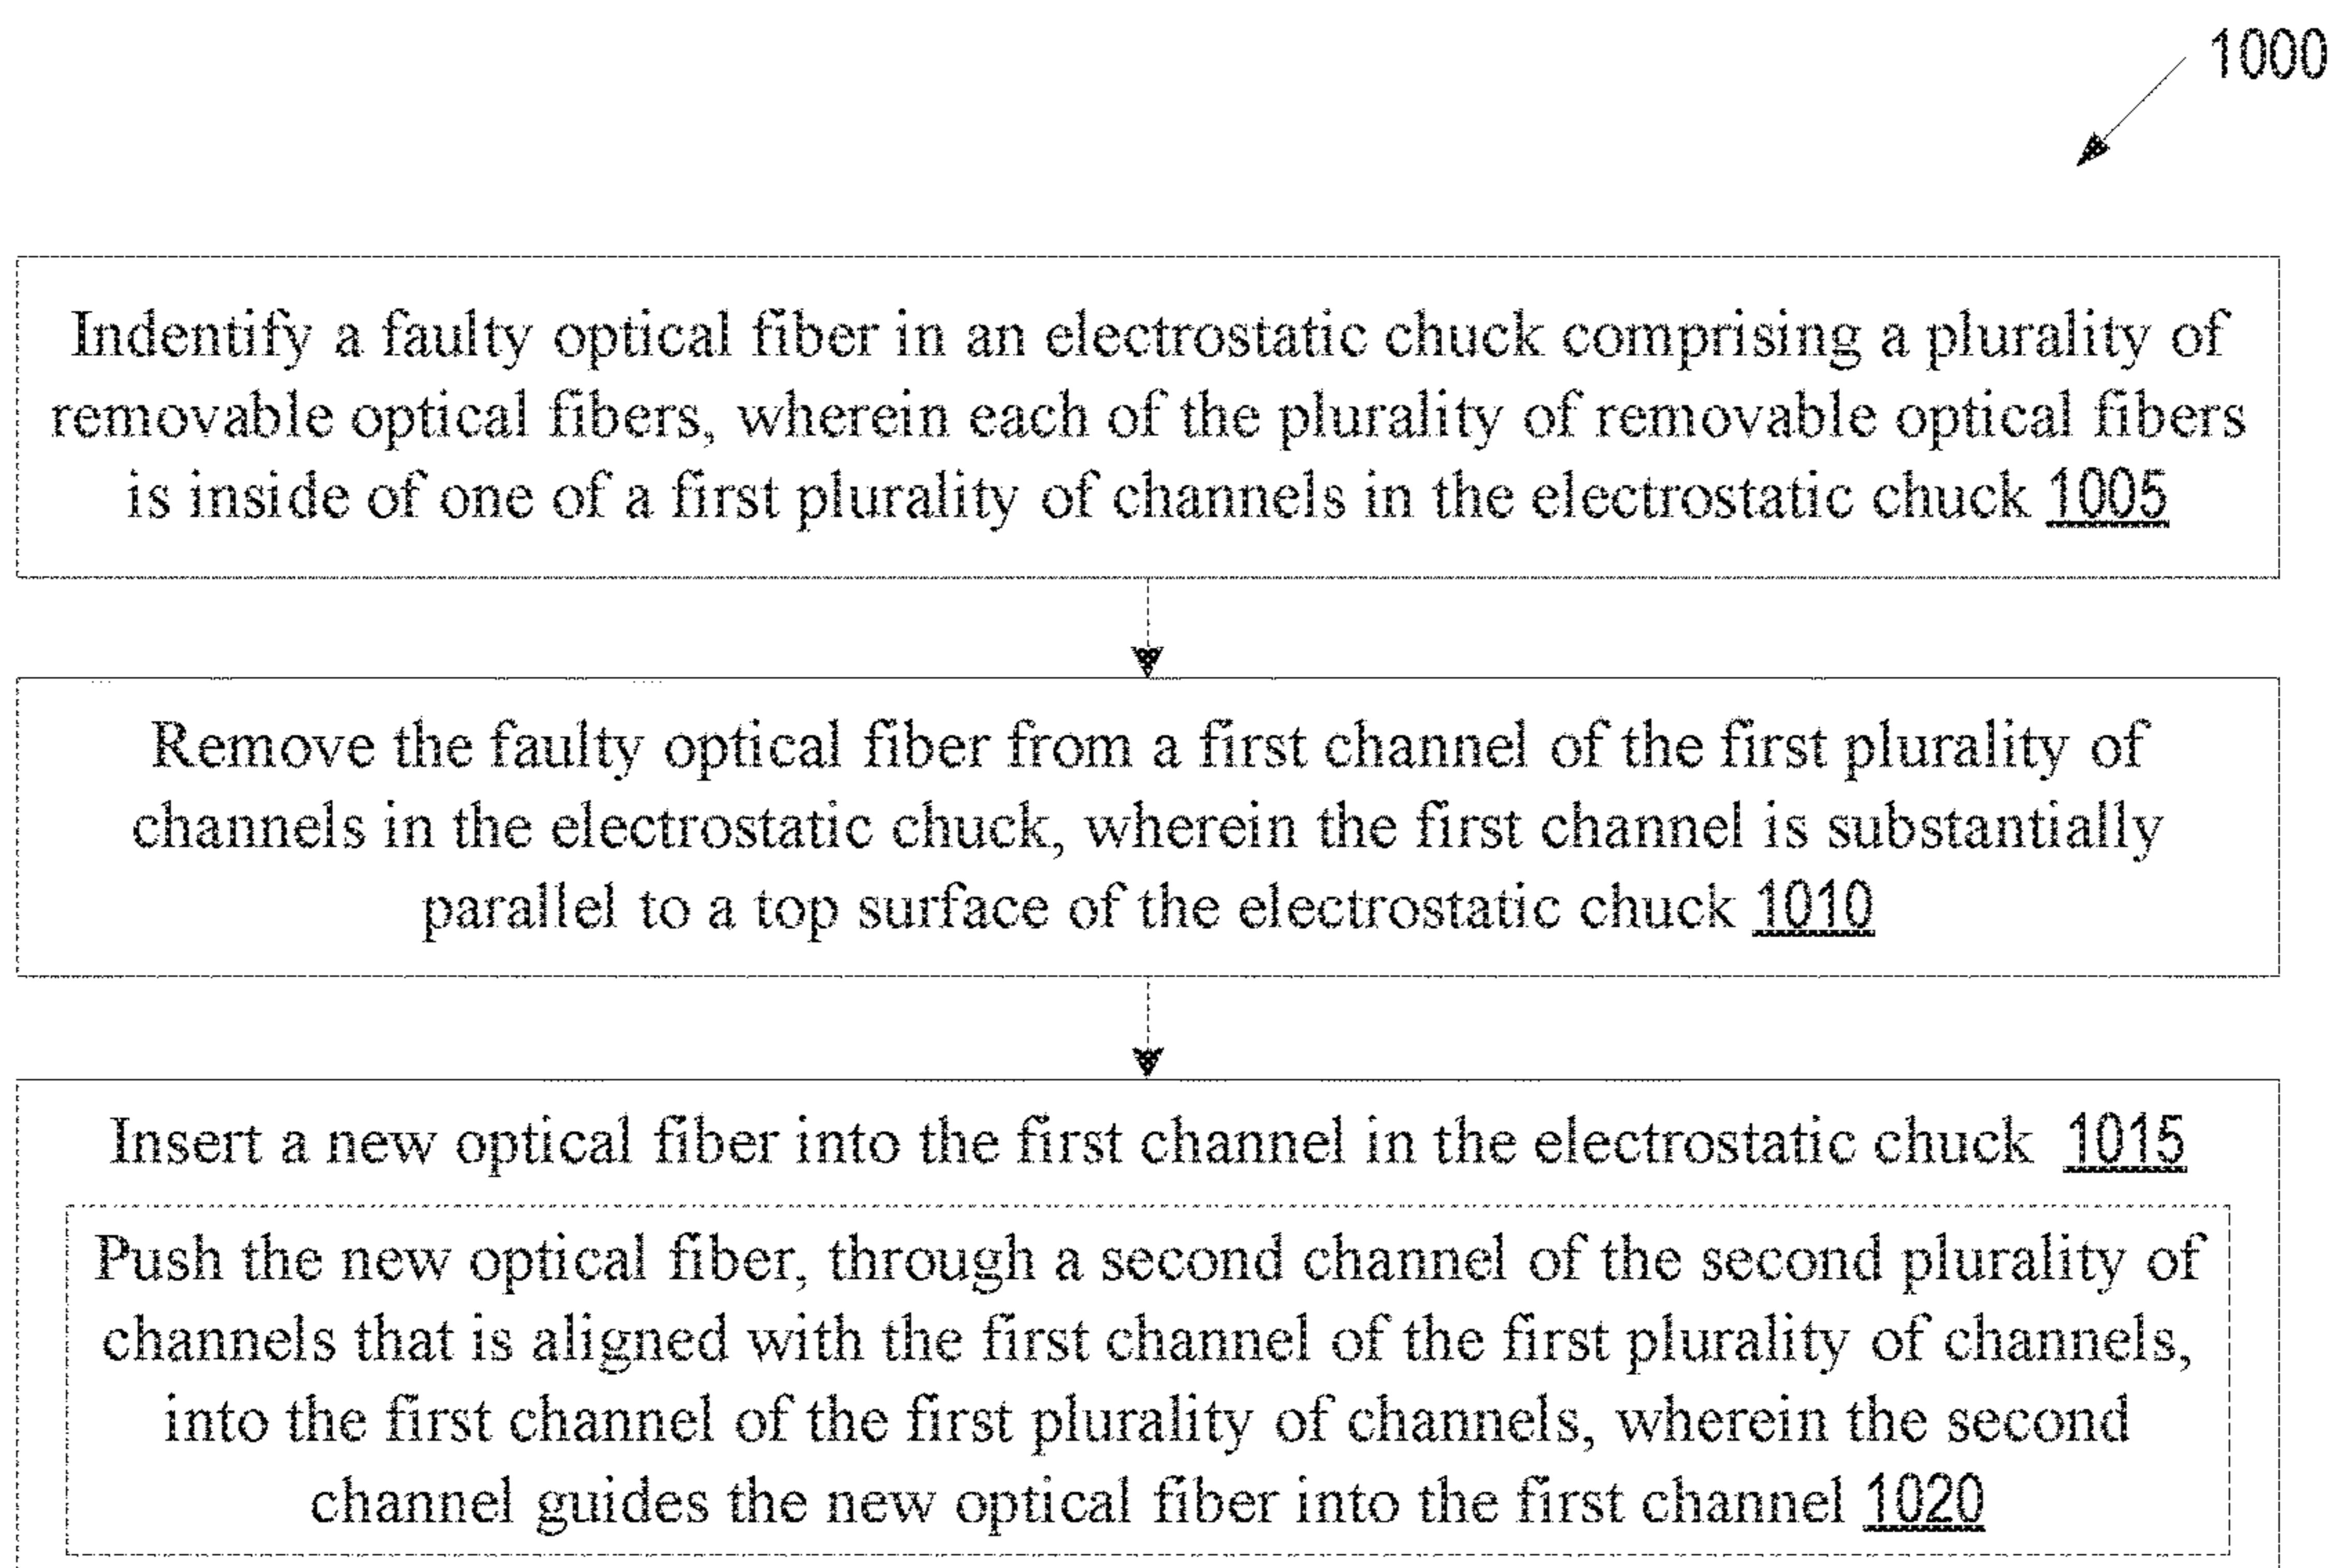 1000
Indentify a faulty optical fiber in an electrostatic chuck comprising a plurality of
removable optical fibers, wherein each of the plurality of removable optical fibers
is inside of one of a first plurality of channels in the electrostatic chuck 1005
Remove the faulty optical fiber from a first channel of the first plurality of
channels in the electrostatic chuck, wherein the first channel is substantially
parallel to a top surface of the electrostatic chuck 1010
Insert a new optical fiber into the first channel in the electrostatic chuck 1015
Push the new optical fiber, through a second channel of the second plurality of
channels that is aligned with the first channel of the first plurality of channels,
into the first channel of the first plurality of channels, wherein the second
channel guides the new optical fiber into the first channel 1020